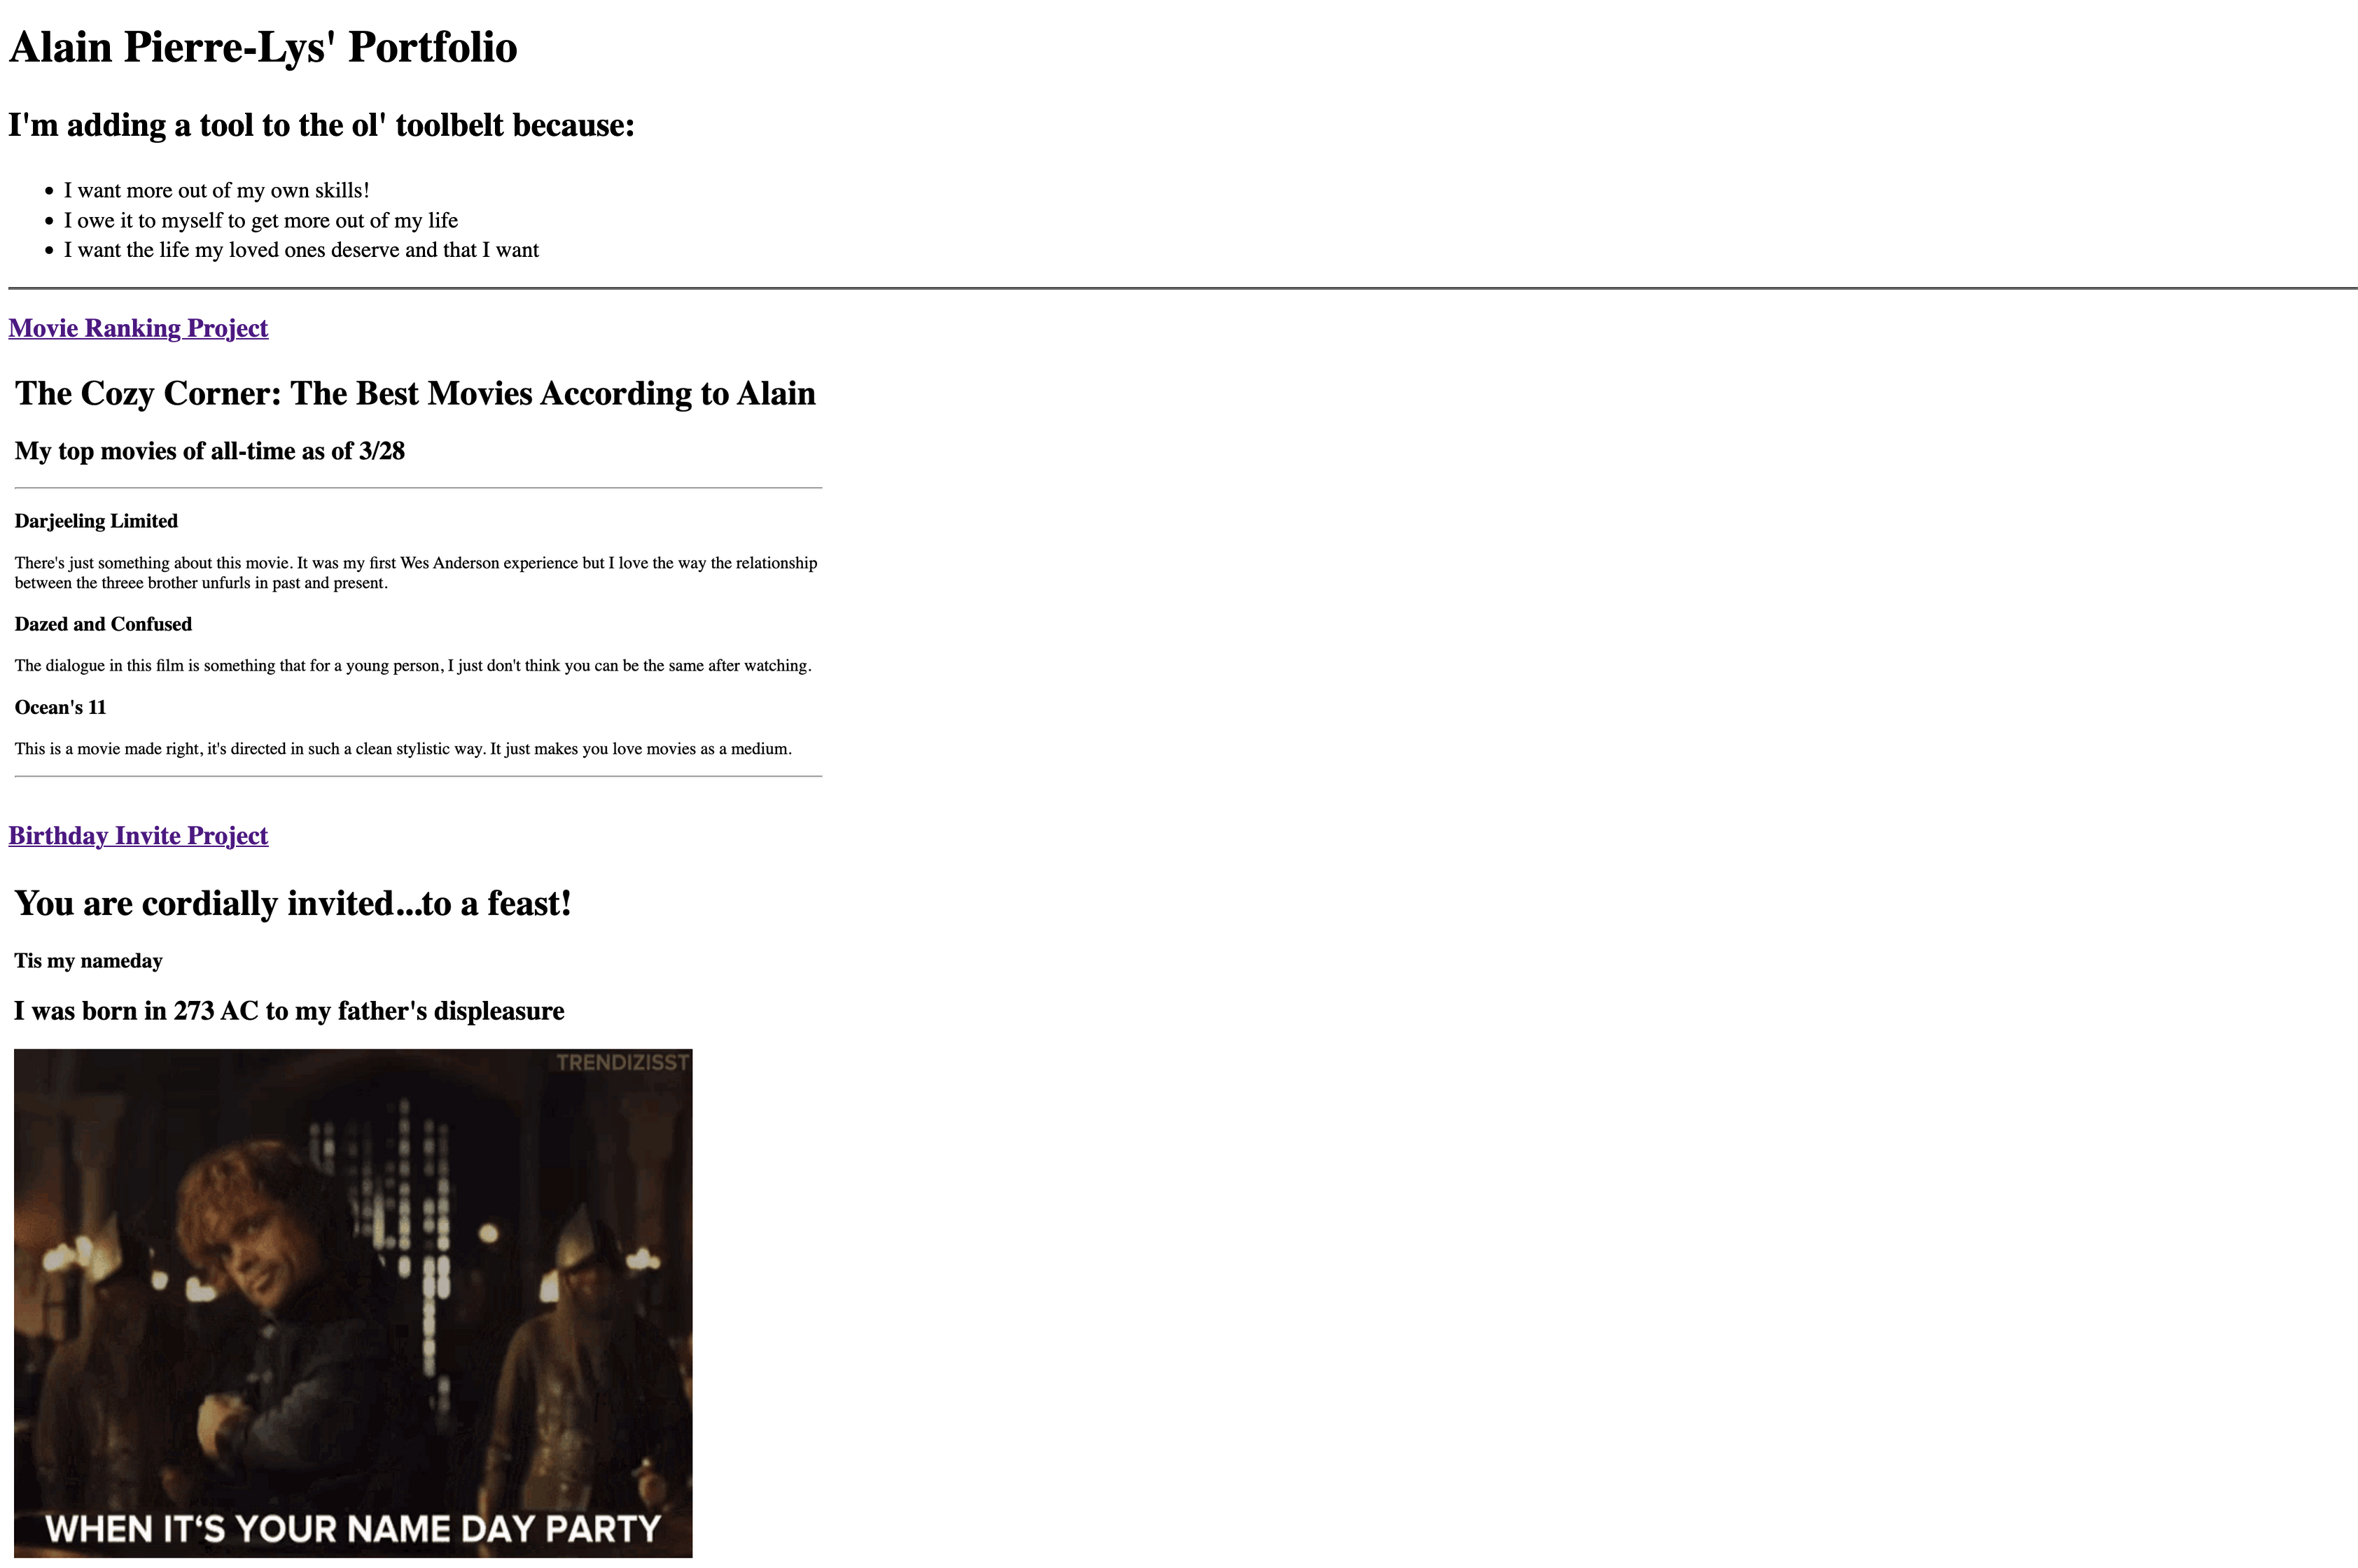 Alain Pierre-Lys' Portfolio
I'm adding a tool to the ol' toolbelt because:
I want more out of my own skills!
I owe it to myself to get more out of my life
I want the life my loved ones deserve and that I want
Movie Ranking Project
The Cozy Corner: The Best Movies According to Alain
My top movies of all-time as of 3/28
Darjeeling Limited
There's just something about this movie. It was my first Wes Anderson experience but I love the way the relationship
between the threee brother unfurls in past and present.
Dazed and Confused
The dialogue in this film is something that for a young person, I just don't think you can be the same after watching.
Ocean's 11
This is a movie made right, it's directed in such a clean stylistic way. It just makes you love movies as a medium.
Birthday Invite Project
You are cordially invited...to a feast!
Tis my nameday
I was born in 273 AC to my father's displeasure
TRENDIZISST
WHEN IT‘S YOUR NAME DAY PARTY